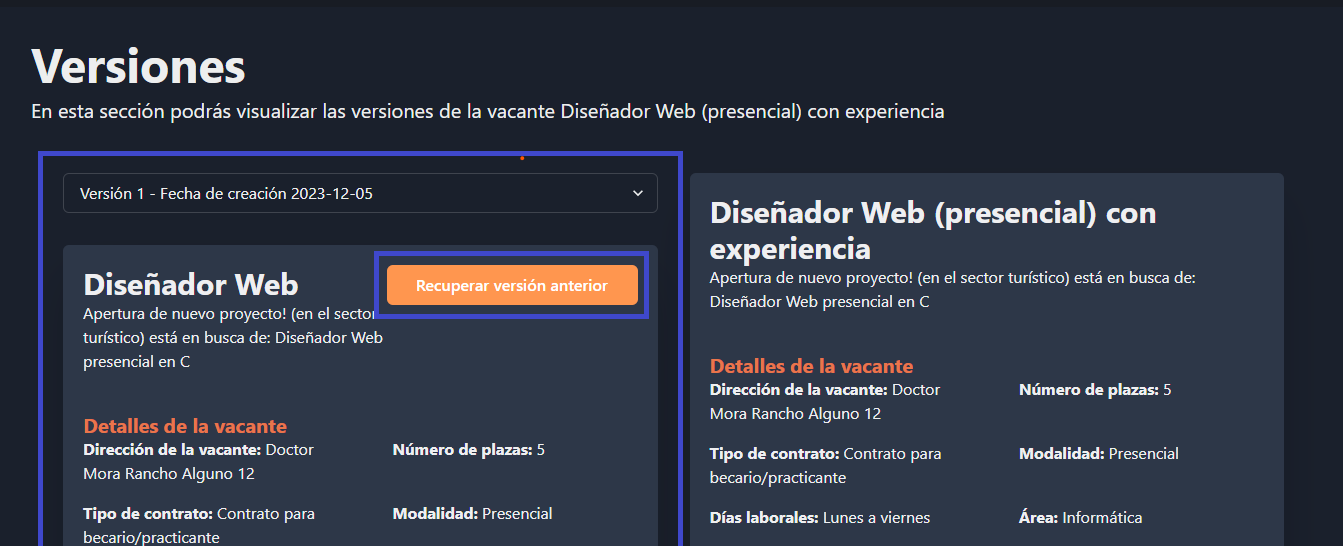 Versiones
En esta sección podrás visualizar las versiones de la vacante Diseñador Web (presencial) con experiencia
Versión 1 - Fecha de creación 2023-12-05
Diseñador Web
Recuperar versión anterior
Apertura de nuevo proyecto! (en el sector
turístico) está en busca de: Diseñador Web
presencial en C
Detalles de la vacante
Dirección de la vacante: Doctor
Mora Rancho Alguno 12
Número de plazas: 5
Tipo de contrato: Contrato para
becario/practicante
Modalidad: Presencial
Diseñador Web (presencial) con
experiencia
Apertura de nuevo proyecto! (en el sector turístico) está en busca de:
Diseñador Web presencial en C
Detalles de la vacante
Dirección de la vacante: Doctor
Mora Rancho Alguno 12
Número de plazas: 5
Tipo de contrato: Contrato para
becario/practicante
Modalidad: Presencial
Días laborales: Lunes a viernes
Área: Informática